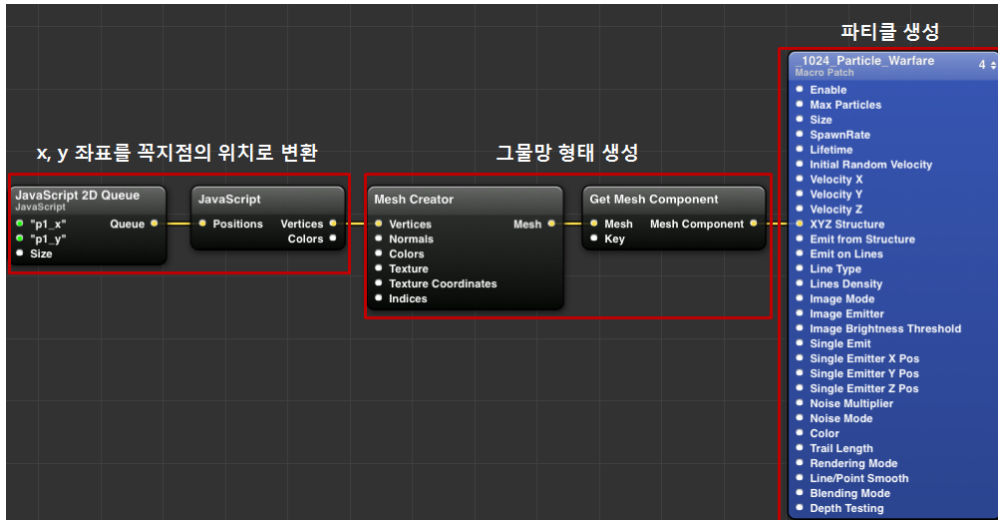 파티클 생성
x, y 좌표를 꼭지점의 위치로 변환
그물망 형태 생성
JavaScript 2D Queue
JavaScript
"p1_x" Queue
"p1_y"
Size
JavaScript
Positions Vertices
Colors
Mesh Creator
Vertices Mesh
Normals
Colors
Texture
Texture Coordinates
Indices
Get Mesh Component
Mesh Mesh Component
Key
_1024_Particle_Warfare 4
Macro Patch
Enable
Max Particles
Size
SpawnRate
Lifetime
Initial Random Velocity
Velocity X
Velocity Y
Velocity Z
XYZ Structure
Emit from Structure
Emit on Lines
Line Type
Lines Density
Image Mode
Image Emitter
Image Brightness Threshold
Single Emit
Single Emitter X Pos
Single Emitter Y Pos
Single Emitter Z Pos
Noise Multiplier
Noise Mode
Color
Trail Length
Rendering Mode
Line/Point Smooth
Blending Mode
Depth Testing